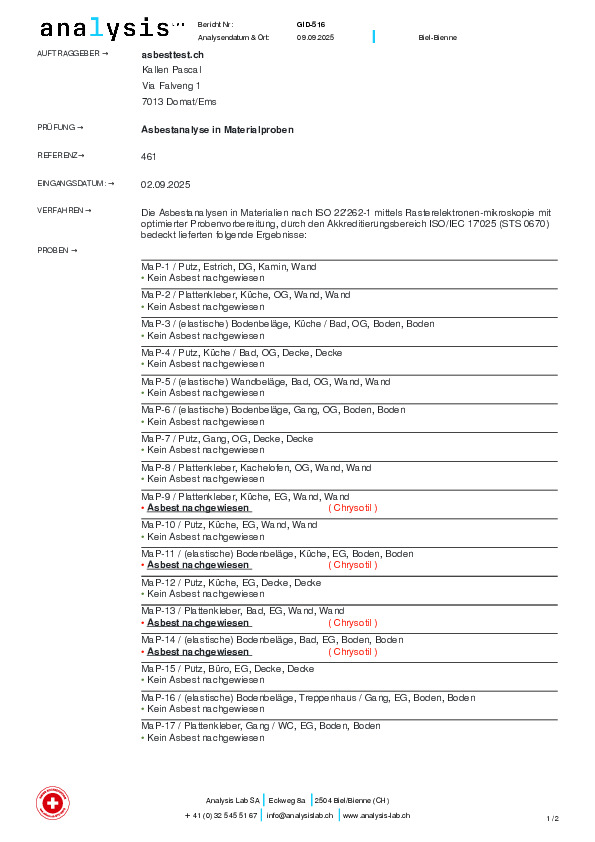 analysis
Bericht Nr: GID-516
Analysendatum & Ort: 09.09.2025 Biel-Bienne
AUFTRAGGEBER → asbesttest.ch
Kallen Pascal
Via Falveng 1
7013 Domat/Ems
PRÜFUNG → Asbestanalyse in Materialproben
REFERENZ → 461
EINGANGSDATUM: → 02.09.2025
VERFAHREN → Die Asbestanalysen in Materialien nach ISO 22'262-1 mittels Rasterelektronen-mikroskopie mit
optimierter Probenvorbereitung, durch den Akkreditierungsbereich ISO/IEC 17'025 (STS 0670)
bedeckt lieferten folgende Ergebnisse:
PROBEN →
MaP-1 / Putz, Estrich, DG, Kamin, Wand
• Kein Asbest nachgewiesen
MaP-2 / Plattenkleber, Küche, OG, Wand, Wand
• Kein Asbest nachgewiesen
MaP-3 / (elastische) Bodenbeläge, Küche / Bad, OG, Boden, Boden
• Kein Asbest nachgewiesen
MaP-4 / Putz, Küche / Bad, OG, Decke, Decke
• Kein Asbest nachgewiesen
MaP-5 / (elastische) Wandbeläge, Bad, OG, Wand, Wand
• Kein Asbest nachgewiesen
MaP-6 / (elastische) Bodenbeläge, Gang, OG, Boden, Boden
• Kein Asbest nachgewiesen
MaP-7 / Putz, Gang, OG, Decke, Decke
• Kein Asbest nachgewiesen
MaP-8 / Plattenkleber, Kachelofen, OG, Wand, Wand
• Kein Asbest nachgewiesen
MaP-9 / Plattenkleber, Küche, EG, Wand, Wand
• Asbest nachgewiesen ( Chrysotil )
MaP-10 / Putz, Küche, EG, Wand, Wand
• Kein Asbest nachgewiesen
MaP-11 / (elastische) Bodenbeläge, Küche, EG, Boden, Boden
• Asbest nachgewiesen ( Chrysotil )
MaP-12 / Putz, Küche, EG, Decke, Decke
• Kein Asbest nachgewiesen
MaP-13 / Plattenkleber, Bad, EG, Wand, Wand
• Asbest nachgewiesen ( Chrysotil )
MaP-14 / (elastische) Bodenbeläge, Bad, EG, Boden, Boden
• Asbest nachgewiesen ( Chrysotil )
MaP-15 / Putz, Büro, EG, Decke, Decke
• Kein Asbest nachgewiesen
MaP-16 / (elastische) Bodenbeläge, Treppenhaus / Gang, EG, Boden, Boden
• Kein Asbest nachgewiesen
MaP-17 / Plattenkleber, Gang / WC, EG, Boden, Boden
• Kein Asbest nachgewiesen
Analysis Lab SA | Eckweg 8a | 2504 Biel/Bienne (CH)
+ 41 (0) 32 545 51 67 | info@analysislab.ch | www.analysis-lab.ch
1 / 2